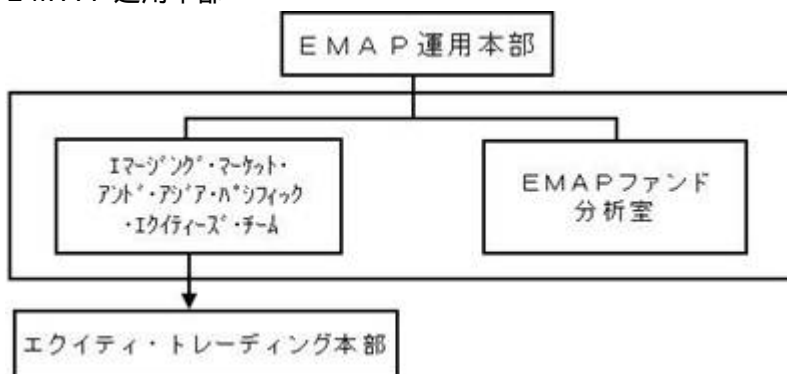 EMAP運用本部
エマージング・マーケット・
アンド・アジア・パシフィック
・エクイティーズ・チーム
EMAPファンド
分析室
エクイティ・トレーディング本部